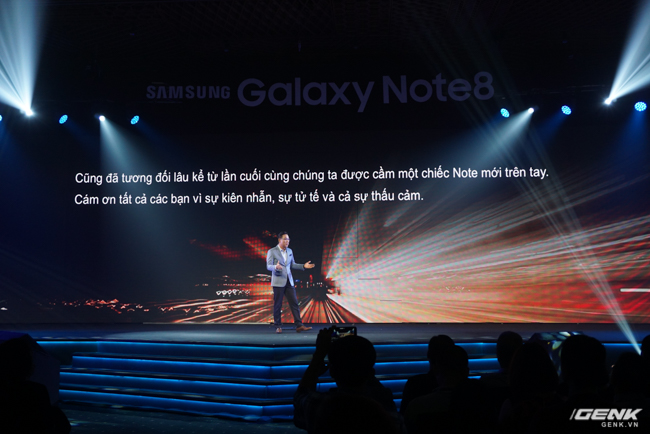 SAMSUNG Galaxy Note8
Cũng đã tương đối lâu kể từ lần cuối cùng chúng ta được cầm một chiếc Note mới trên tay.
Cám ơn tất cả các bạn vì sự kiên nhẫn, sự tử tế và cả sự thấu cảm.
GENK
GENK.VN